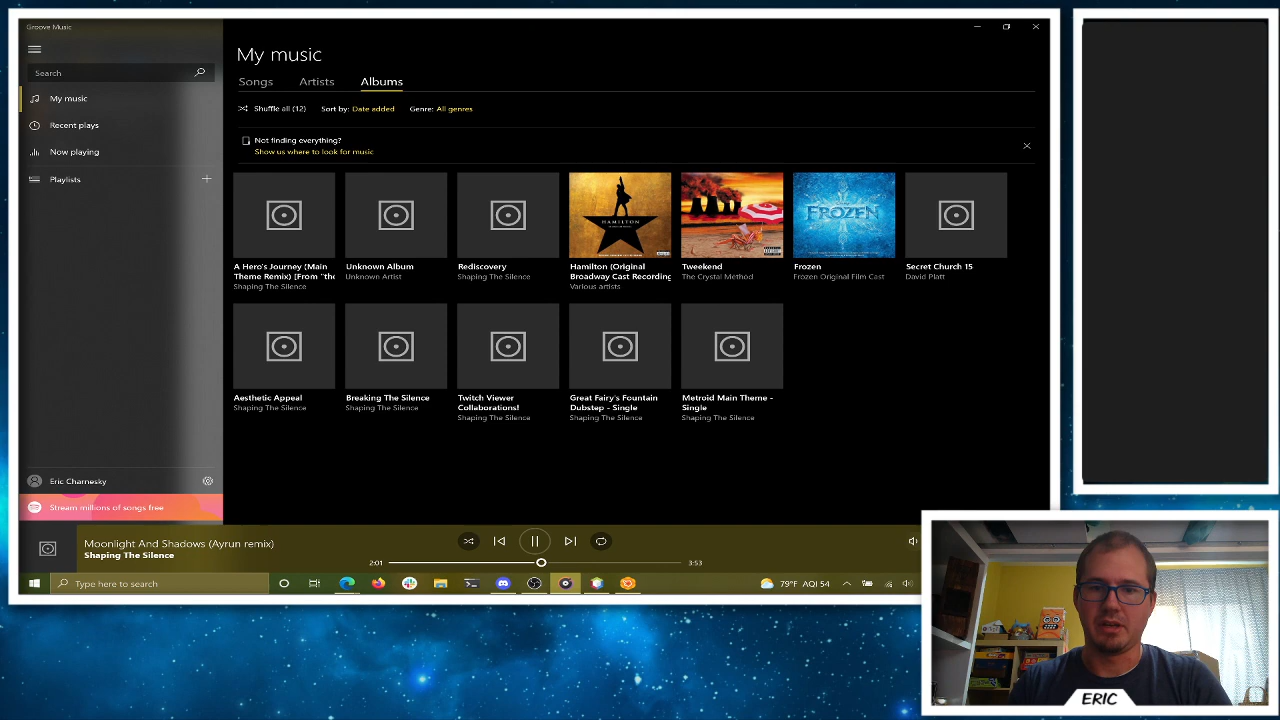 Groove Music
Search
My music
Recent plays
Now playing
Playlists
Eric Charnesky
Stream millions of songs free
My music
Songs Artists Albums
Shuffle all (12) Sort by: Date added Genre: All genres
Not finding everything?
Show us where to look for music
HAMILTON
FROZEN
A Hero's Journey (Main
Theme Remix) [From "the
Shaping The Silence
Unknown Album
Unknown Artist
Rediscovery
Shaping The Silence
Hamilton (Original
Broadway Cast Recording
Various artists
Tweekend
The Crystal Method
Frozen
Frozen Original Film Cast
Secret Church 15
David Platt
Aesthetic Appeal
Shaping The Silence
Breaking The Silence
Shaping The Silence
Twitch Viewer
Collaborations!
Shaping The Silence
Great Fairy's Fountain
Dubstep - Single
Shaping The Silence
Metroid Main Theme -
Single
Shaping The Silence
Moonlight And Shadows (Ayrun remix)
Shaping The Silence
2:01 3:53
Type here to search
79°F AQI 54
ERIC